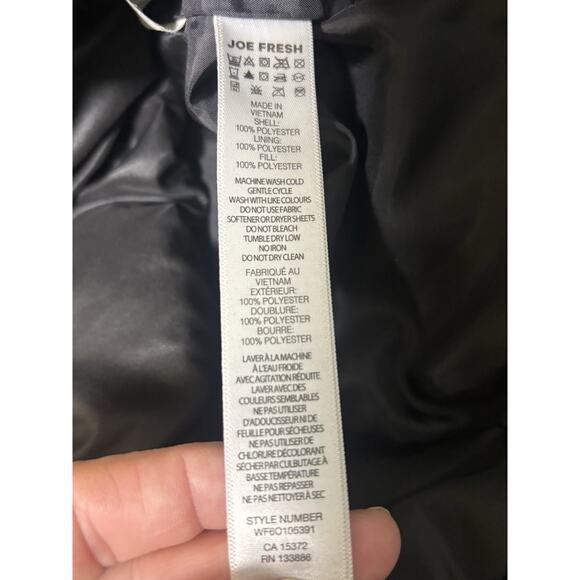 JOE FRESH
MADE IN
VIETNAM
SHELL:
100% POLYESTER
LINING:
100% POLYESTER
FILL:
100% POLYESTER
MACHINE WASH COLD
GENTLE CYCLE
WASH WITH LIKE COLOURS
DO NOT USE FABRIC
SOFTENER OR DRYER SHEETS
DO NOT BLEACH
TUMBLE DRY LOW
NO IRON
DO NOT DRY CLEAN
FABRIQUÉ AU
VIETNAM
EXTÉRIEUR:
100% POLYESTER
DOUBLURE:
100% POLYESTER
BOURRE:
100% POLYESTER
LAVER À LA MACHINE
À L'EAU FROIDE
AVEC AGITATION RÉDUITE
LAVER AVEC DES
COULEURS SEMBLABLES
NE PAS UTILISER
D'ADOUCISSEUR NI DE
FEUILLE POUR SÉCHEUSES
NE PAS UTILISER DE
CHLORURE DÉCOLORANT
SÉCHER PAR CULBUTAGE À
BASSE TEMPÉRATURE
NE PAS REPASSER
NE PAS NETTOYER À SEC
STYLE NUMBER
WF6O105391
CA 15372
RN 133886